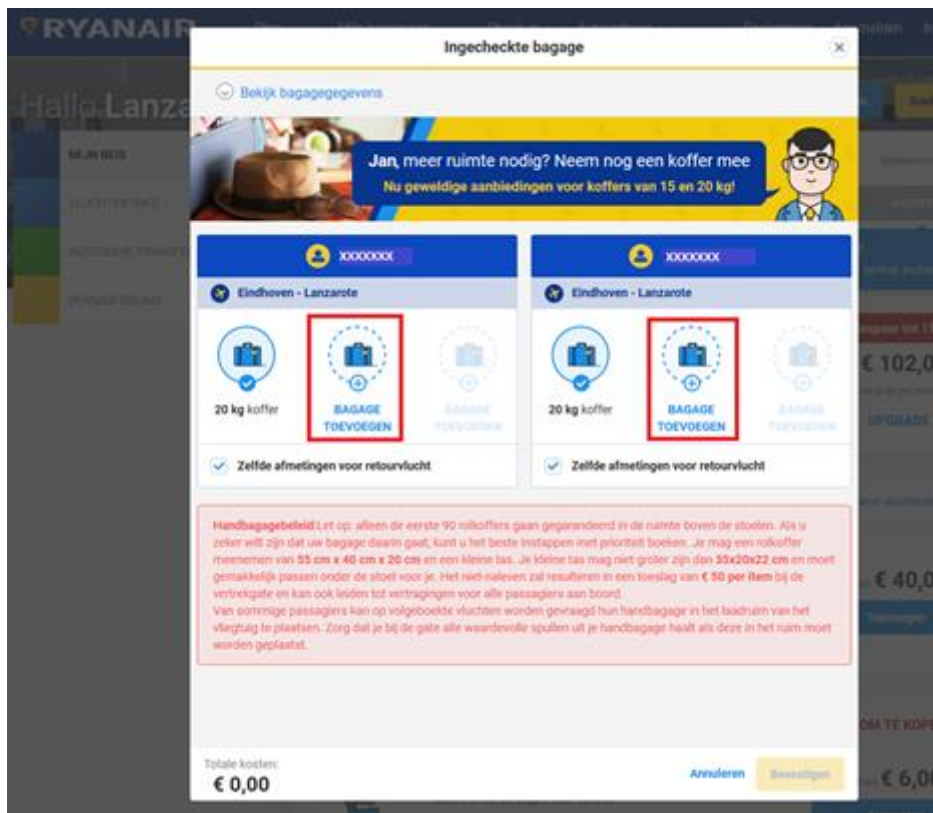 RYANAIR
Ingecheckte bagage
Hallo Lanza
Bekijk bagagegegevens
MIJN REIS
Jan, meer ruimte nodig? Neem nog een koffer mee
Nu geweldige aanbiedingen voor koffers van 15 en 20 kg!
XXXXXXX
XXXXXXX
Eindhoven - Lanzarote
Eindhoven - Lanzarote
20 kg koffer
BAGAGE TOEVOEGEN
BAGAGE TOEVOEGEN
20 kg koffer
BAGAGE TOEVOEGEN
BAGAGE TOEVOEGEN
Zelfde afmetingen voor retourvlucht
Zelfde afmetingen voor retourvlucht
€ 102,0
UPGRADE
Handbagagebeleid:Let op: alleen de eerste 90 rolkoffers gaan gegarandeerd in de ruimte boven de stoelen. Als u
zeker wilt zijn dat uw bagage daarin gaat, kunt u het beste Instappen met prioriteit boeken. Je mag een rolkoffer
meenemen van 55 cm x 40 cm x 20 cm en een kleine tas. Je kleine tas mag niet groter zijn dan 35x20x22 cm en moet
gemakkelijk passen onder de stoel voor je. Het niet-naleven zal resulteren in een toeslag van € 50 per item bij de
vertrekgate en kan ook leiden tot vertragingen voor alle passagiers aan boord.
Van sommige passagiers kan op volgeboekte vluchten worden gevraagd hun handbagage in het laadruim van het
vliegtuig te plaatsen. Zorg dat je bij de gate alle waardevolle spullen uit je handbagage haalt als deze in het ruim moet
worden geplaatst.
€ 40,0
OM TE KOPE
Totale kosten:
€ 0,00
Annuleren
Bevestigen
€ 6,0